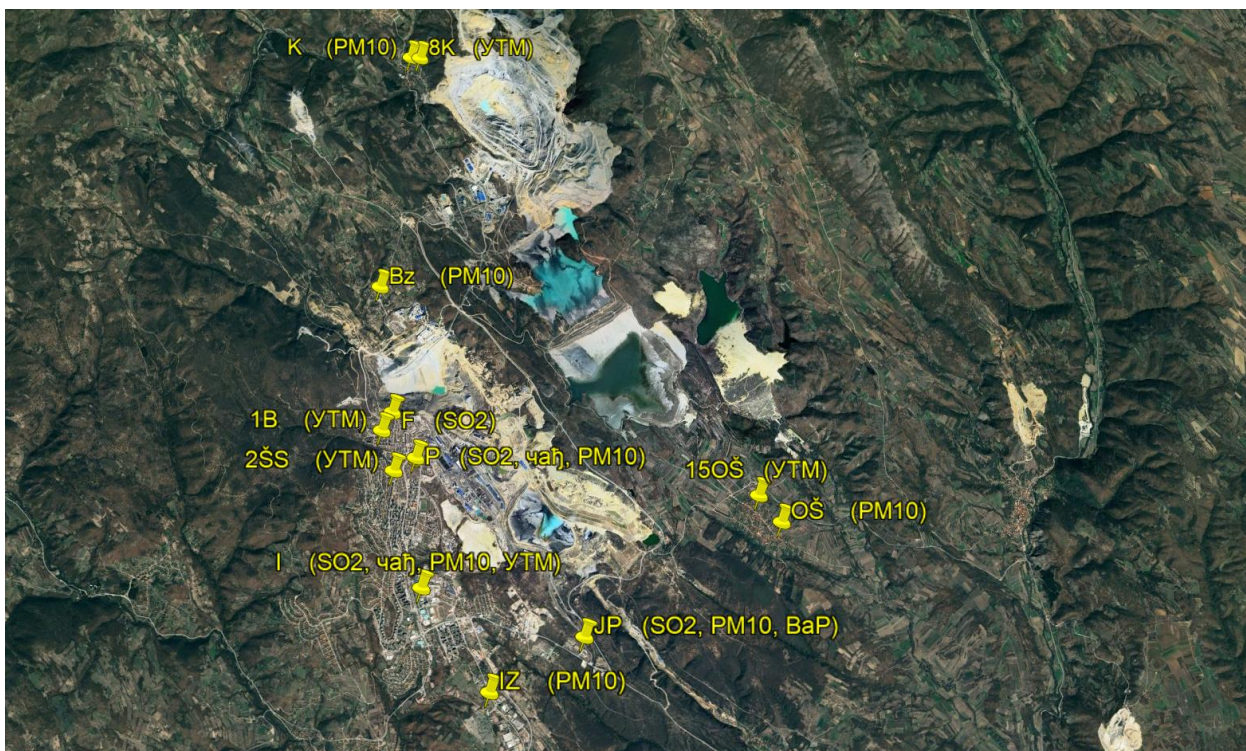 K (PM10)
8K (УТМ)
Bz (PM10)
1B (УТМ)
F (SO2)
2ŠS (УТМ)
P (SO2, чађ, PM10)
15OŠ (УТМ)
OŠ (PM10)
I (SO2, чађ, PM10, УТМ)
JP (SO2, PM10, BaP)
IZ (PM10)